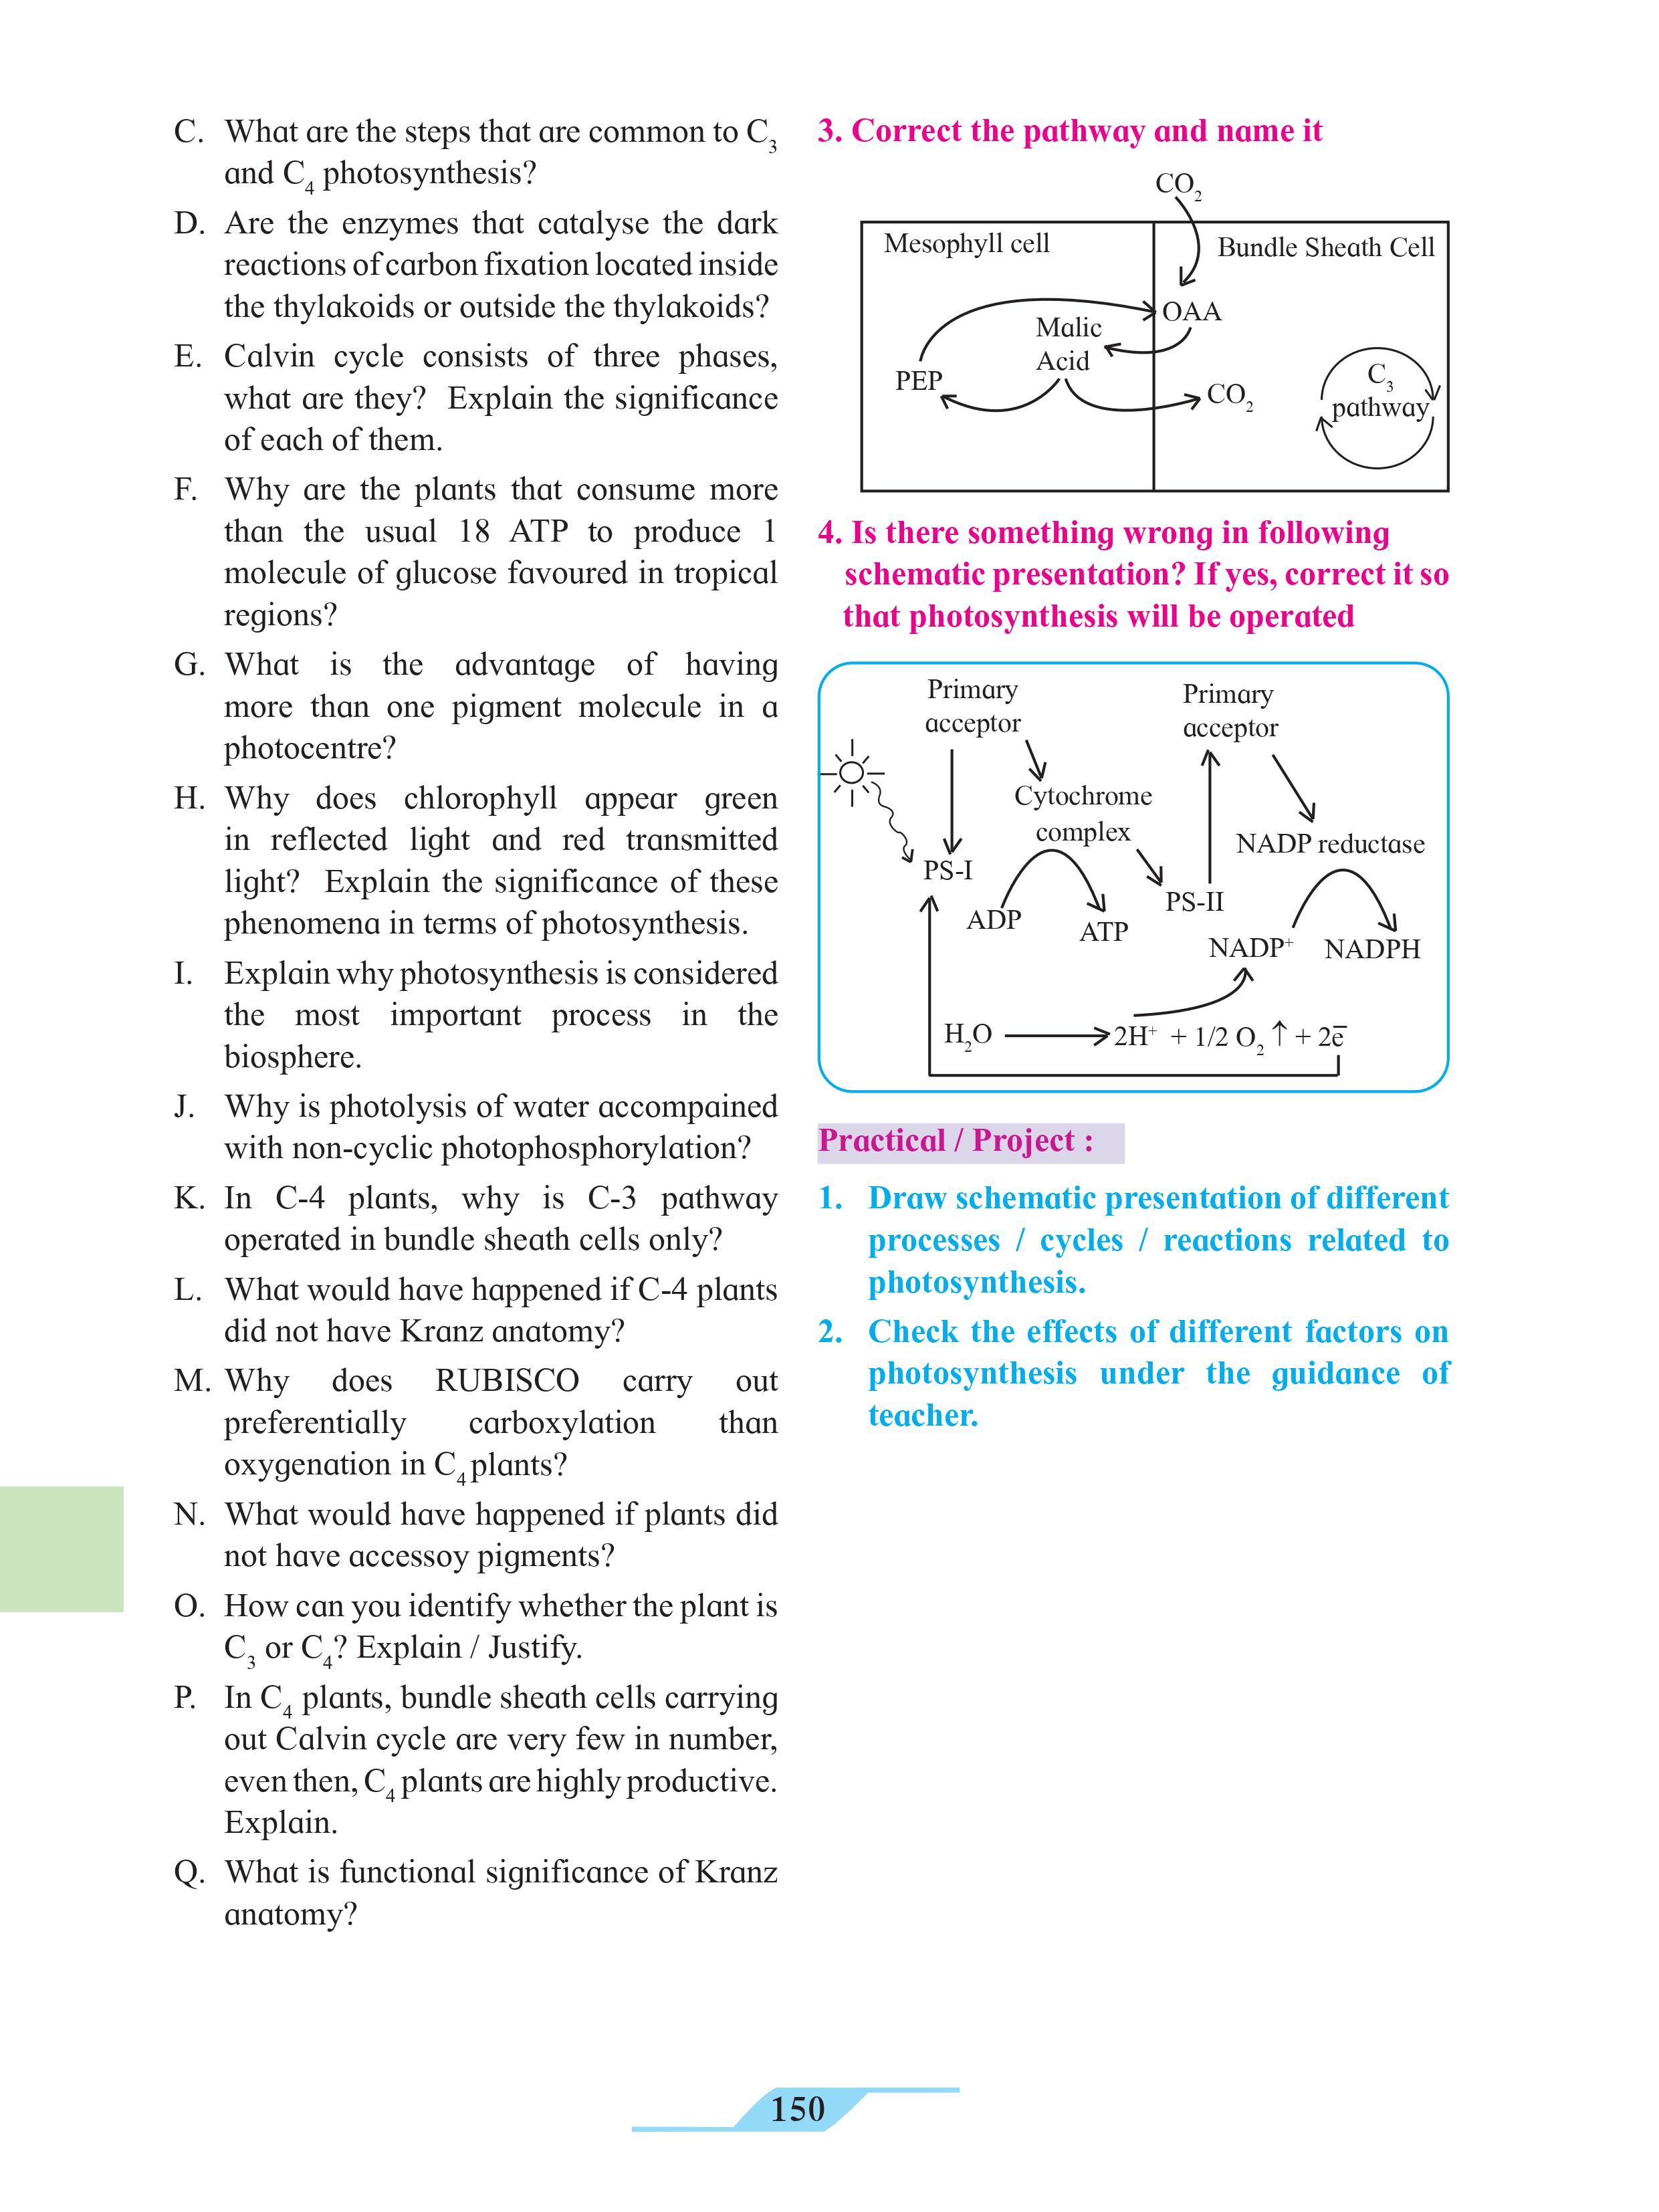 C. What are the steps that are common to C₃
and C₄ photosynthesis?
D. Are the enzymes that catalyse the dark
reactions of carbon fixation located inside
the thylakoids or outside the thylakoids?
E. Calvin cycle consists of three phases,
what are they? Explain the significance
of each of them.
F. Why are the plants that consume more
than the usual 18 ATP to produce 1
molecule of glucose favoured in tropical
regions?
G. What is the advantage of having
more than one pigment molecule in a
photocentre?
H. Why does chlorophyll appear green
in reflected light and red transmitted
light? Explain the significance of these
phenomena in terms of photosynthesis.
I. Explain why photosynthesis is considered
the most important process in the
biosphere.
J. Why is photolysis of water accompained
with non-cyclic photophosphorylation?
K. In C-4 plants, why is C-3 pathway
operated in bundle sheath cells only?
L. What would have happened if C-4 plants
did not have Kranz anatomy?
M. Why does RUBISCO carry out
preferentially carboxylation than
oxygenation in C₄ plants?
N. What would have happened if plants did
not have accessoy pigments?
O. How can you identify whether the plant is
C₃ or C₄? Explain / Justify.
P. In C₄ plants, bundle sheath cells carrying
out Calvin cycle are very few in number,
even then, C₄ plants are highly productive.
Explain.
Q. What is functional significance of Kranz
anatomy?
3. Correct the pathway and name it
CO₂
Mesophyll cell
Bundle Sheath Cell
OAA
Malic
Acid
PEP
CO₂
C₃
pathway
4. Is there something wrong in following
schematic presentation? If yes, correct it so
that photosynthesis will be operated
Primary
acceptor
Primary
acceptor
Cytochrome
complex
NADP reductase
PS-I
PS-II
ADP
ATP
NADP⁺
NADPH
H₂O
2H⁺ + 1/2 O₂ ↑ + 2e̅
Practical / Project :
1. Draw schematic presentation of different
processes / cycles / reactions related to
photosynthesis.
2. Check the effects of different factors on
photosynthesis under the guidance of
teacher.
150